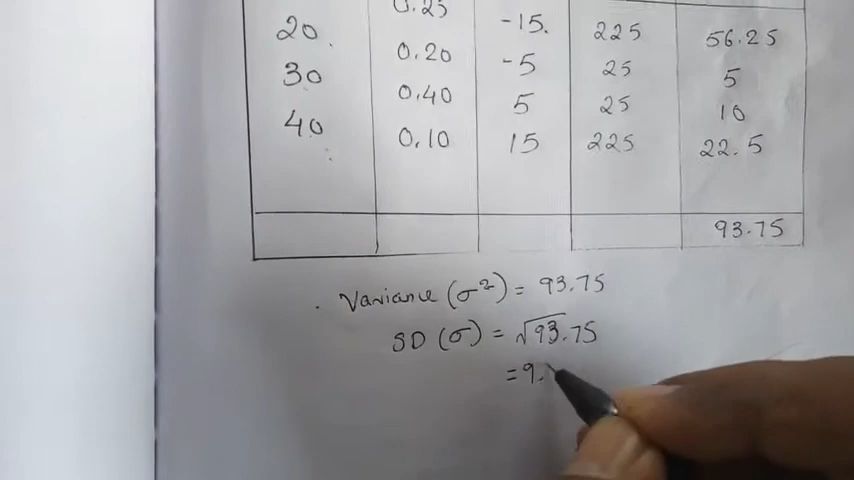 0.25
20 -15 225 56.25
30 0.20 -5 25 5
40 0.40 5 25 10
0.10 15 225 22.5
93.75
Variance (σ²) = 93.75
SD (σ) = √93.75
= 9.